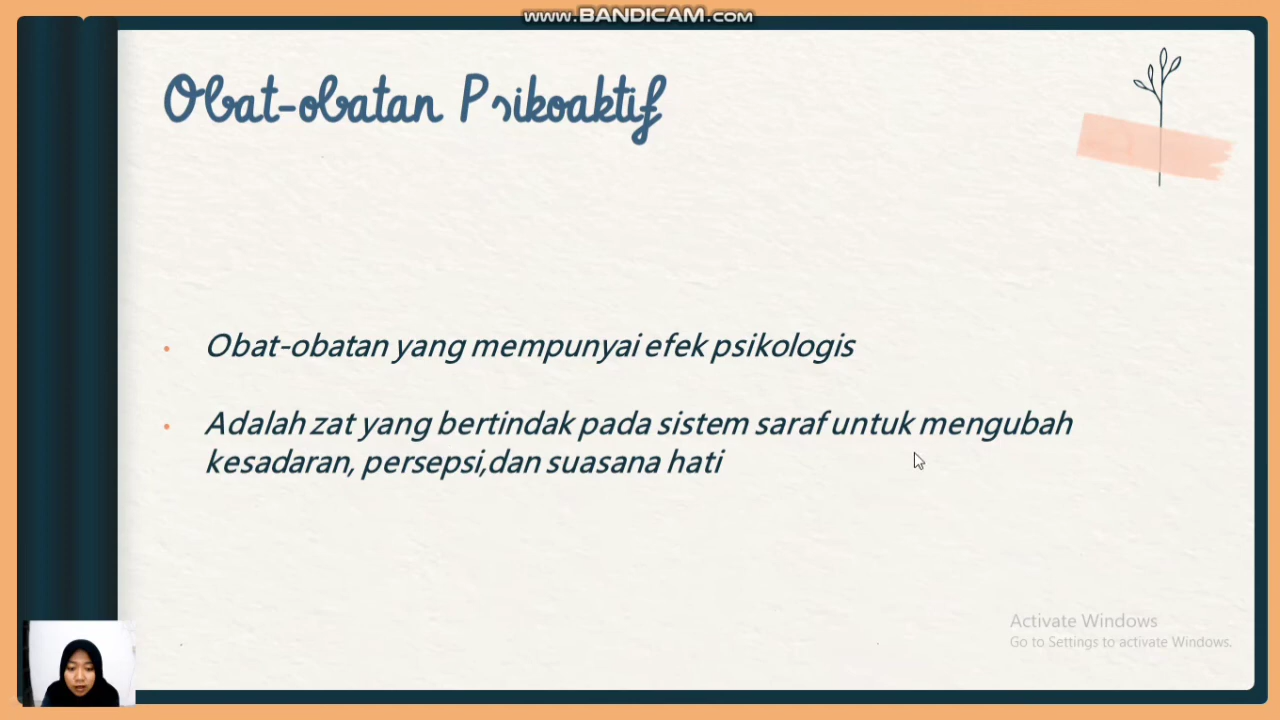 www.BANDICAM.com
Obat-obatan Psikoaktif
• Obat-obatan yang mempunyai efek psikologis
• Adalah zat yang bertindak pada sistem saraf untuk mengubah
kesadaran, persepsi,dan suasana hati
Activate Windows
Go to Settings to activate Windows.